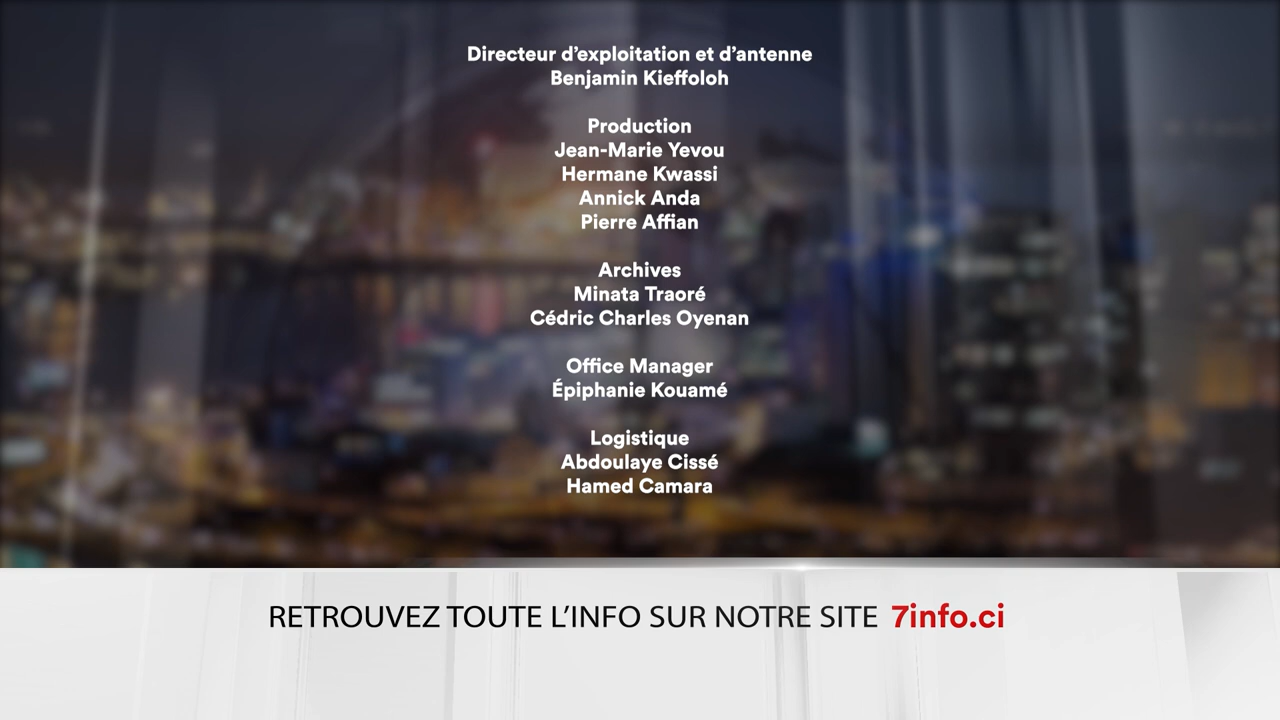 Directeur d’exploitation et d’antenne
Benjamin Kieffoloh
Production
Jean-Marie Yevou
Hermane Kwassi
Annick Anda
Pierre Affian
Archives
Minata Traoré
Cédric Charles Oyenan
Office Manager
Épiphanie Kouamé
Logistique
Abdoulaye Cissé
Hamed Camara
RETROUVEZ TOUTE L’INFO SUR NOTRE SITE 7info.ci